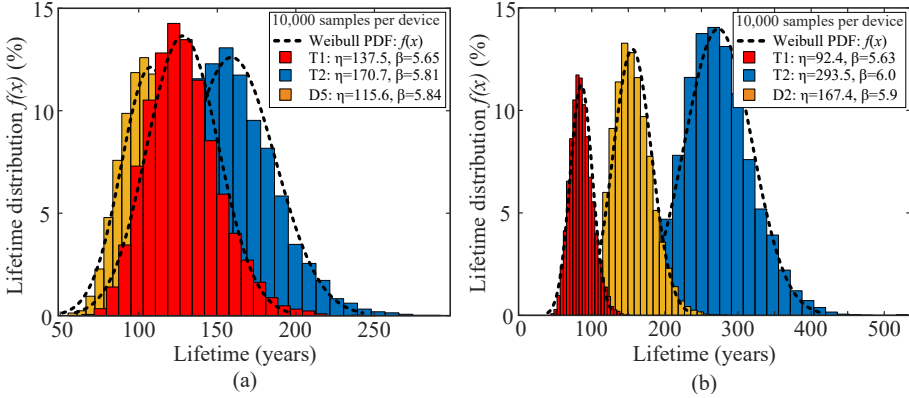 Lifetime distribution f(x) (%)
15
10
5
0
10,000 samples per device
Weibull PDF: f(x)
T1: η=137.5, β=5.65
T2: η=170.7, β=5.81
D5: η=115.6, β=5.84
50 100 150 200 250
Lifetime (years)
(a)
Lifetime distribution f(x) (%)
15
10
5
0
10,000 samples per device
Weibull PDF: f(x)
T1: η=92.4, β=5.63
T2: η=293.5, β=6.0
D2: η=167.4, β=5.9
0 100 200 300 400 500
Lifetime (years)
(b)